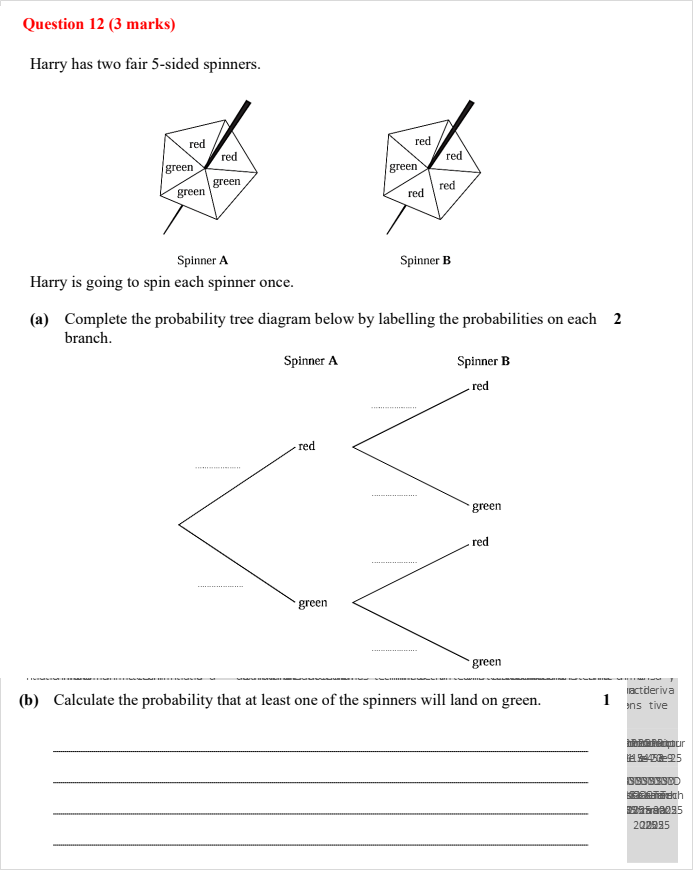 Question 12 (3 marks)
Harry has two fair 5-sided spinners.
red
red
green
green
green
red
red
green
red
red
Spinner A
Spinner B
Harry is going to spin each spinner once.
(a) Complete the probability tree diagram below by labelling the probabilities on each 2
branch.
Spinner A
Spinner B
red
red
green
red
green
green
(b) Calculate the probability that at least one of the spinners will land on green. 1
tive